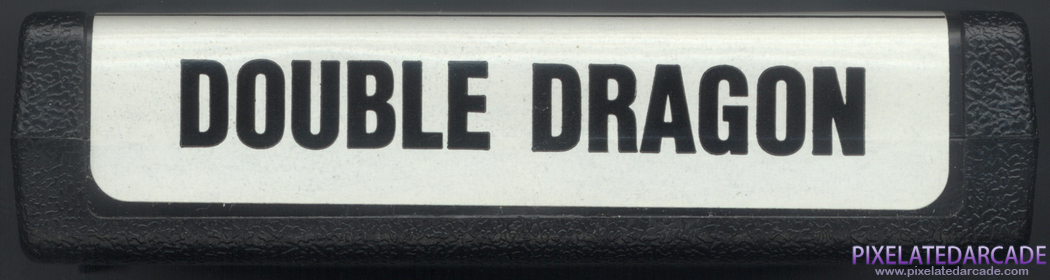 DOUBLE DRAGON
PIXELATEDARCADE
www.pixelatedarcade.com